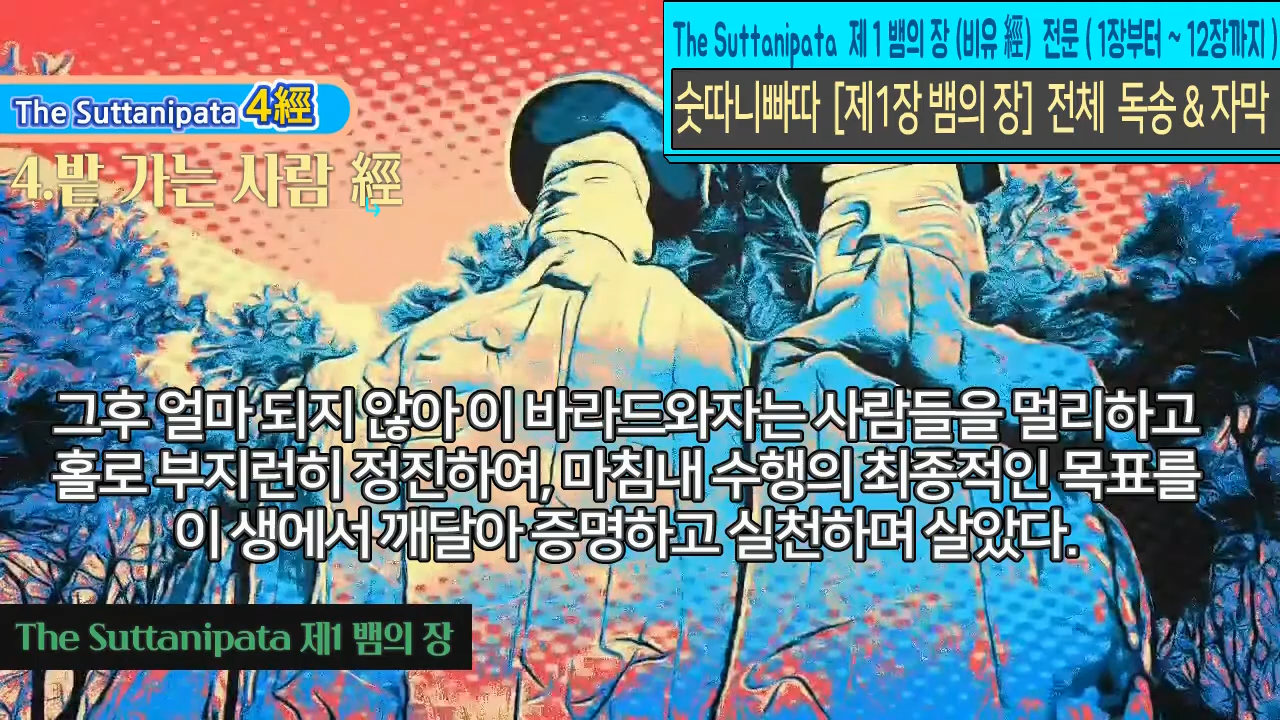 The Suttanipata 제 1 뱀의 장 (비유 經) 전문 ( 1장부터 ~ 12장까지 )
숫따니빠따 [제1장 뱀의 장] 전체 독송 & 자막
The Suttanipata 4經
4.밭 가는 사람 經
그후 얼마 되지 않아 이 바라드와자는 사람들을 멀리하고
홀로 부지런히 정진하여, 마침내 수행의 최종적인 목표를
이 생에서 깨달아 증명하고 실천하며 살았다.
The Suttanipata 제1 뱀의 장